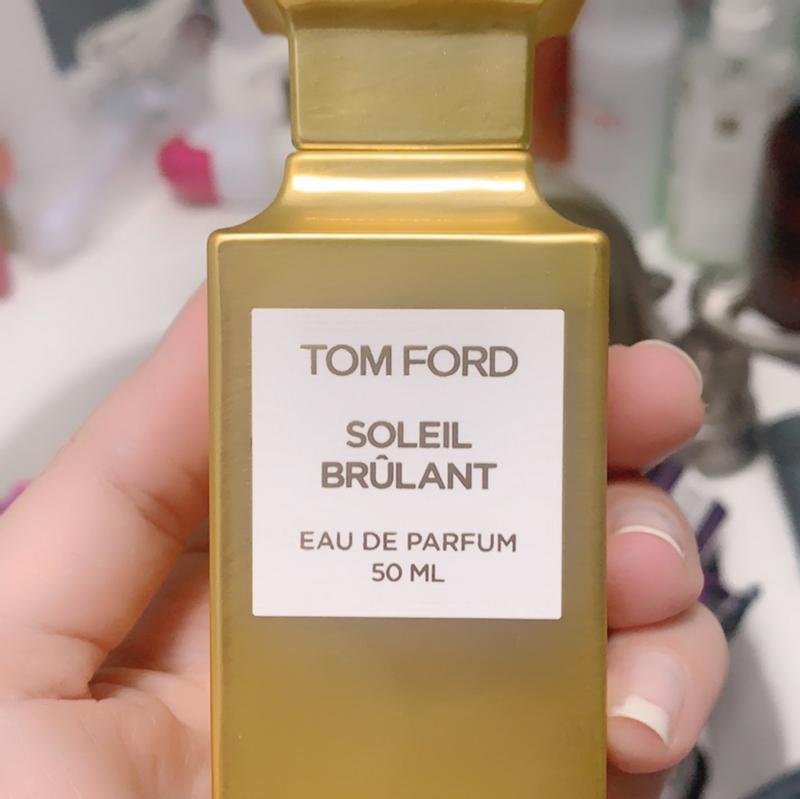 TOM FORD
SOLEIL
BRÛLANT
EAU DE PARFUM
50 ML